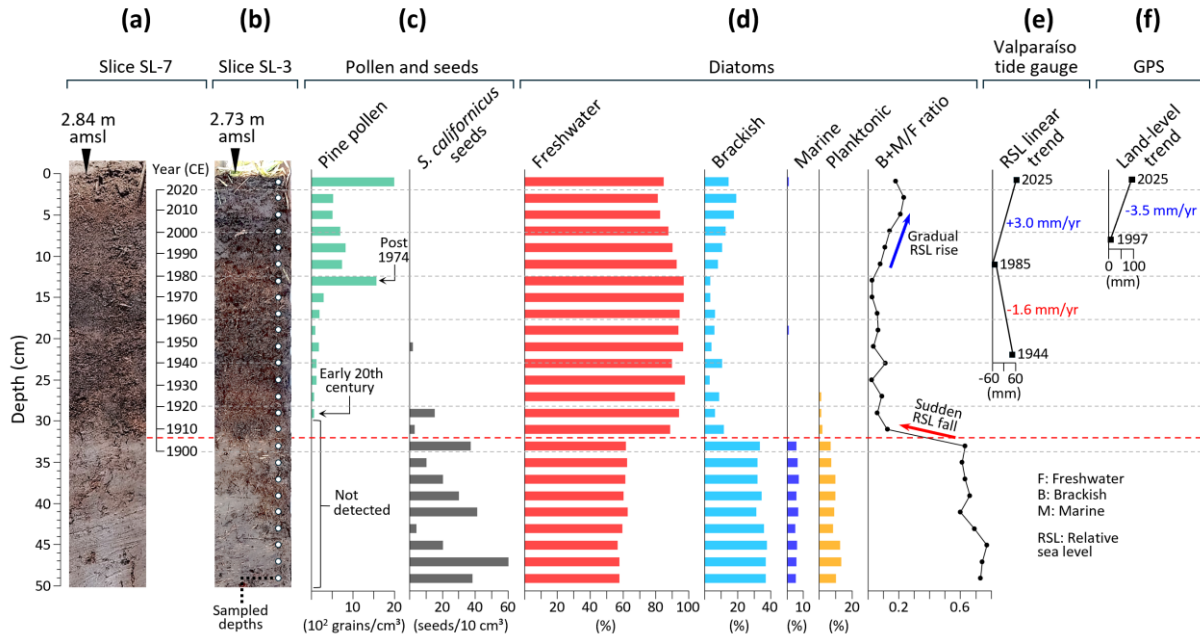 (a)
(b)
(c)
(d)
(e)
(f)
Slice SL-7
Slice SL-3
Pollen and seeds
Diatoms
Valparaíso
tide gauge
GPS
2.84 m
amsl
2.73 m
amsl
Year (CE)
Pine pollen
S. californicus
seeds
Freshwater
Brackish
Marine
Planktonic
B+M/F ratio
RSL linear
trend
Land-level
trend
Depth (cm)
0
5
10
15
20
25
30
35
40
45
50
2020
2010
2000
1990
1980
1970
1960
1950
1940
1930
1920
1910
1900
Post
1974
Early 20th
century
Not
detected
Sampled
depths
Gradual
RSL rise
Sudden
RSL fall
2025
+3.0 mm/yr
1985
-1.6 mm/yr
1944
-60 60
(mm)
2025
-3.5 mm/yr
1997
0 100
(mm)
F: Freshwater
B: Brackish
M: Marine
RSL: Relative
sea level
10 20
(10² grains/cm³)
0 20 40 60
(seeds/10 cm³)
0 20 40 60 80 100
(%)
0 20 40
(%)
10
(%)
20
(%)
0.2 0.6